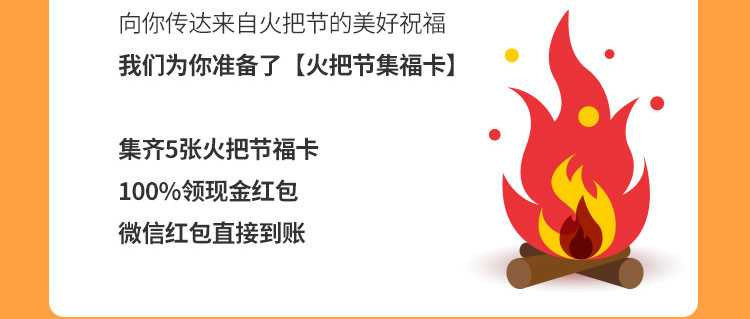 向你传达来自火把节的美好祝福
我们为你准备了【火把节集福卡】
集齐5张火把节福卡
100%领现金红包
微信红包直接到账